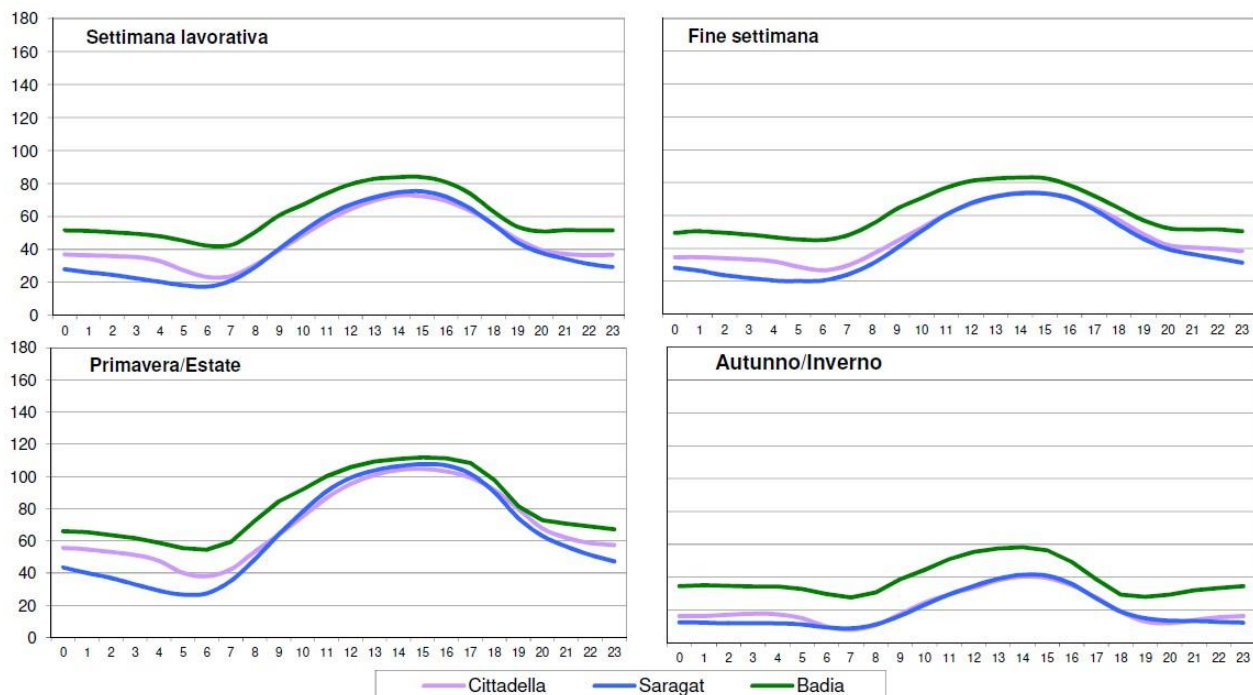 Settimana lavorativa
180
160
140
120
100
80
60
40
20
0
0 1 2 3 4 5 6 7 8 9 10 11 12 13 14 15 16 17 18 19 20 21 22 23
Fine settimana
0 1 2 3 4 5 6 7 8 9 10 11 12 13 14 15 16 17 18 19 20 21 22 23
Primavera/Estate
180
160
140
120
100
80
60
40
20
0
0 1 2 3 4 5 6 7 8 9 10 11 12 13 14 15 16 17 18 19 20 21 22 23
Autunno/Inverno
0 1 2 3 4 5 6 7 8 9 10 11 12 13 14 15 16 17 18 19 20 21 22 23
Cittadella Saragat Badia